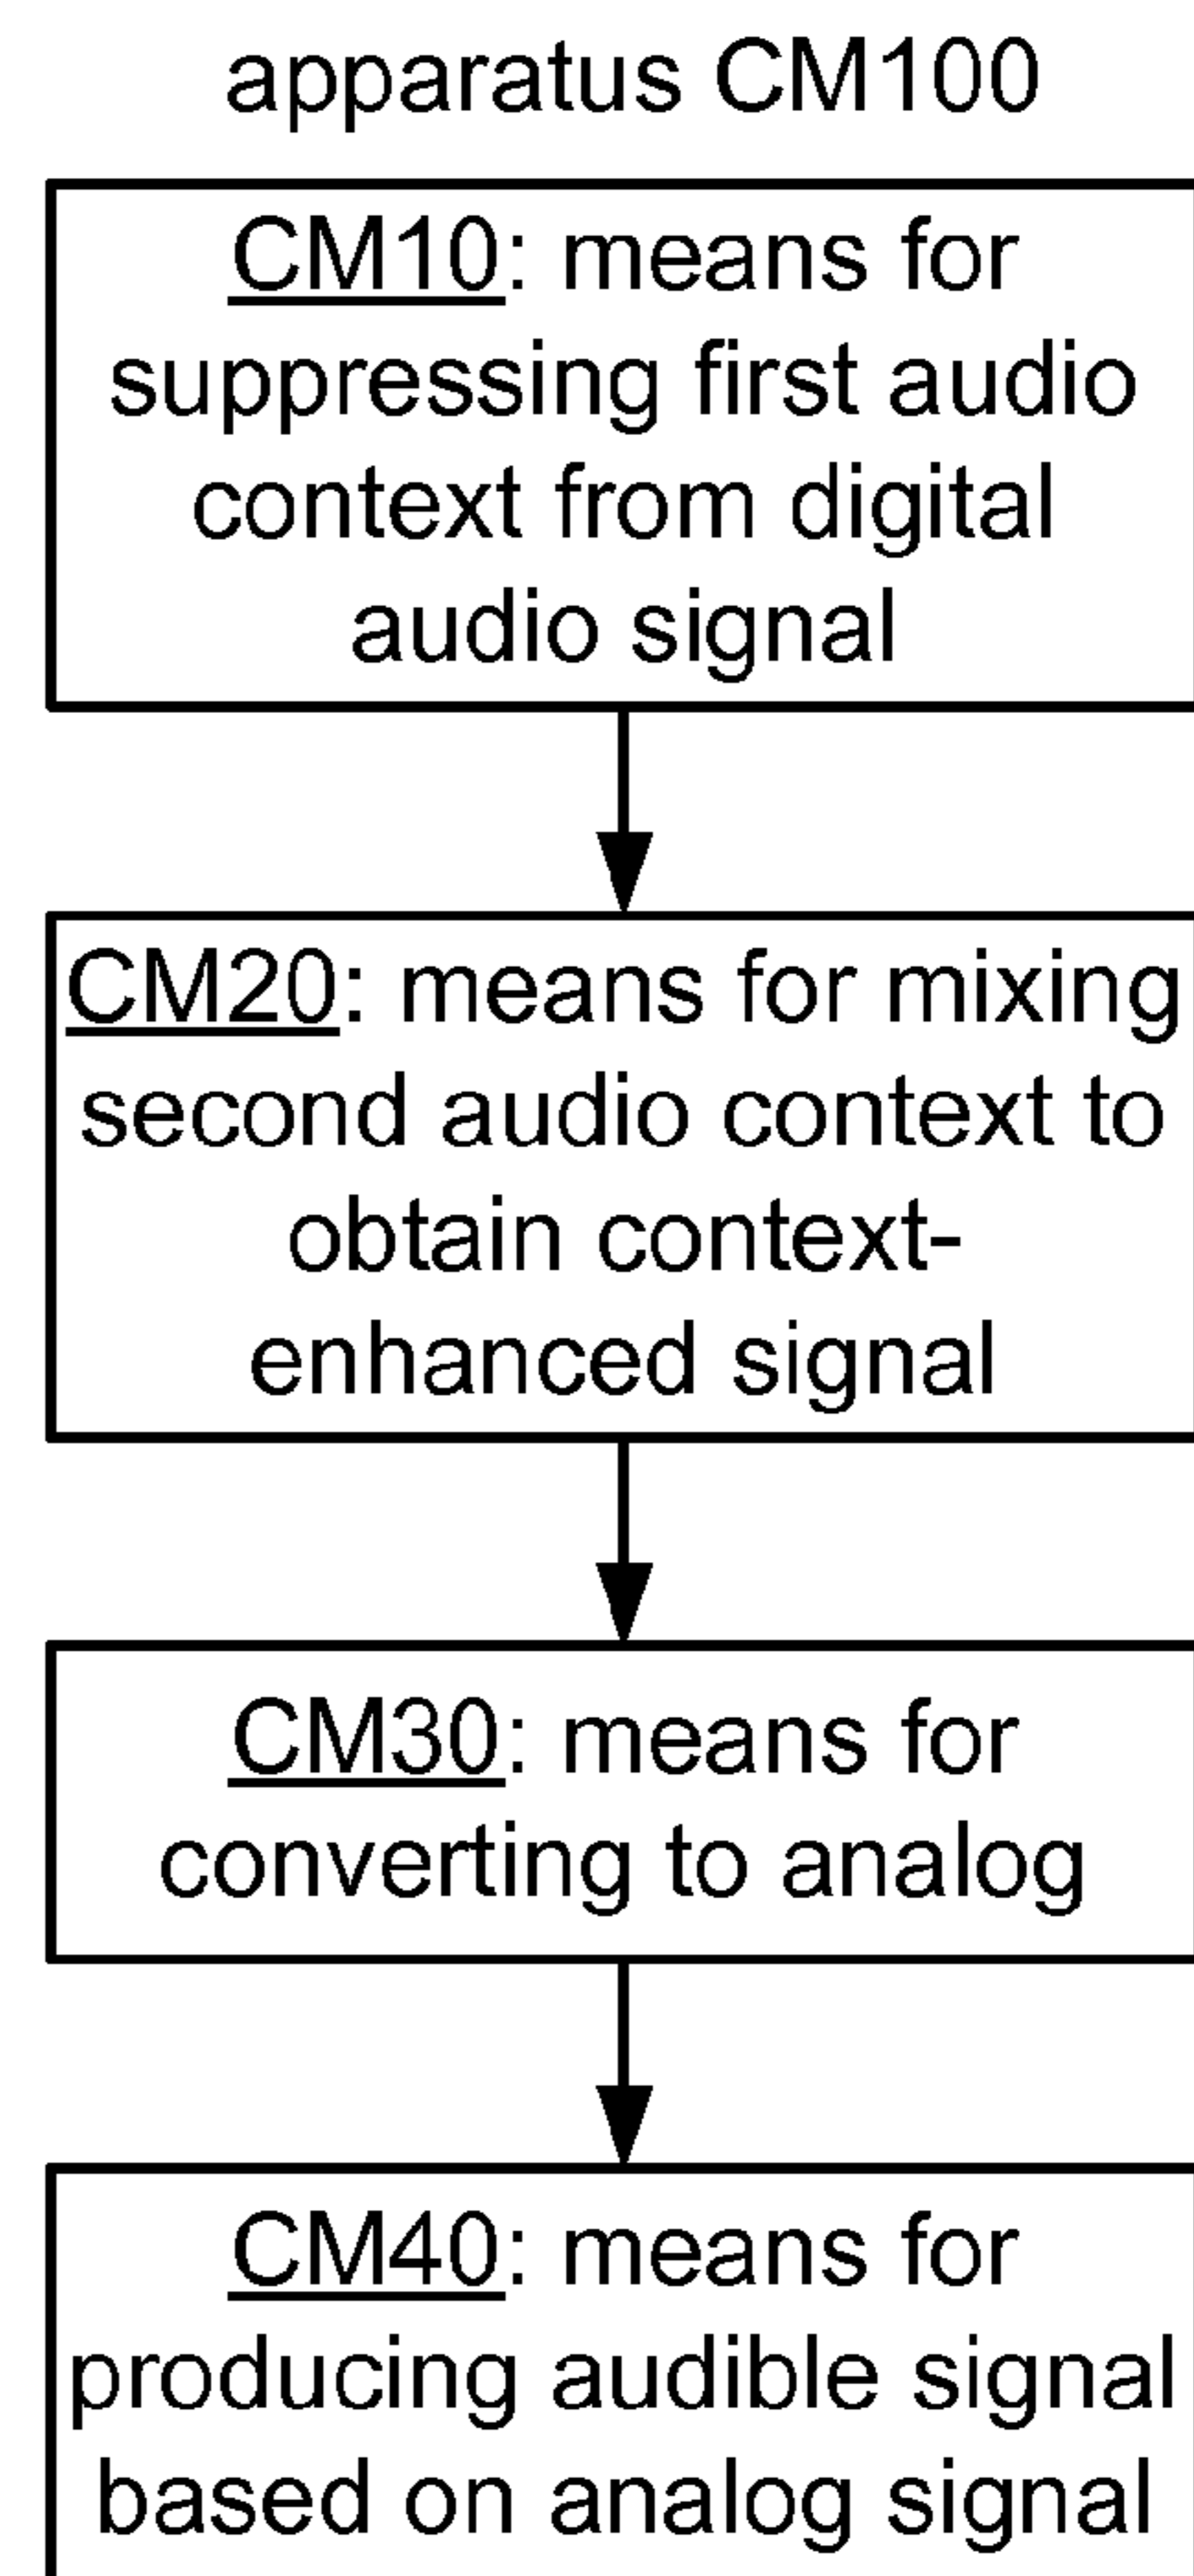 apparatus CM100
CM10: means for
suppressing first audio
context from digital
audio signal
CM20: means for mixing
second audio context to
obtain context-
enhanced signal
CM30: means for
converting to analog
CM40: means for
producing audible signal
based on analog signal